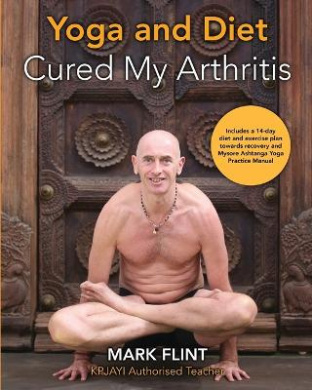 Yoga and Diet
Cured My Arthritis
Includes a 14-day
diet and exercise plan
towards recovery and
Mysore Ashtanga Yoga
Practice Manual
MARK FLINT
KPJAYI Authorised Teacher